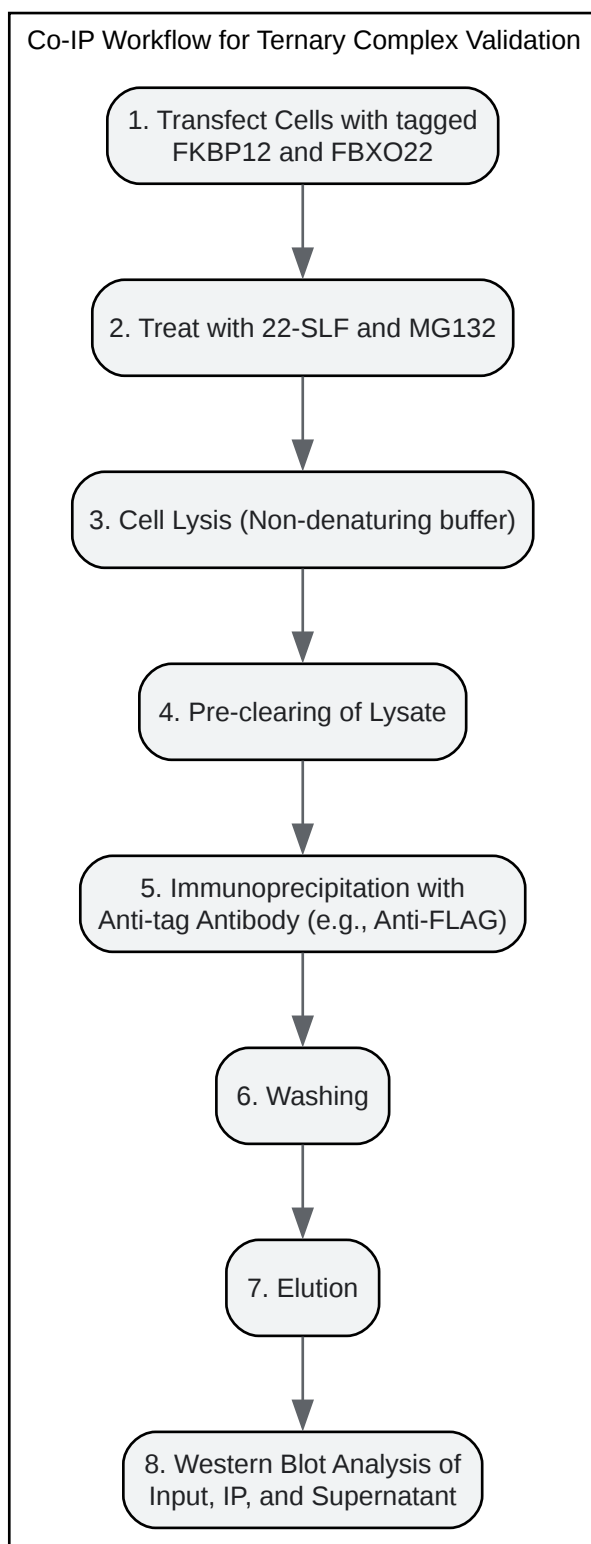 Co-IP Workflow for Ternary Complex Validation
1. Transfect Cells with tagged
FKBP12 and FBXO22
2. Treat with 22-SLF and MG132
3. Cell Lysis (Non-denaturing buffer)
4. Pre-clearing of Lysate
5. Immunoprecipitation with
Anti-tag Antibody (e.g., Anti-FLAG)
6. Washing
7. Elution
8. Western Blot Analysis of
Input, IP, and Supernatant